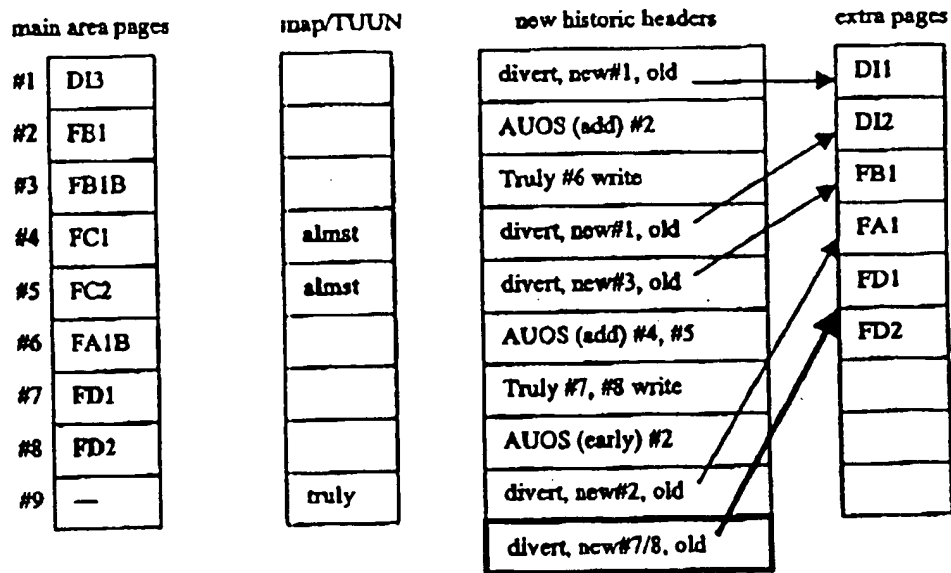 main area pages
#1 DI3
#2 FB1
#3 FB1B
#4 FC1
#5 FC2
#6 FA1B
#7 FD1
#8 FD2
#9 —
map/TUUN
almst
almst
truly
new historic headers
divert, new#1, old
AUOS (add) #2
Truly #6 write
divert, new#1, old
divert, new#3, old
AUOS (add) #4, #5
Truly #7, #8 write
AUOS (early) #2
divert, new#2, old
divert, new#7/8, old
extra pages
DI1
DI2
FB1
FA1
FD1
FD2